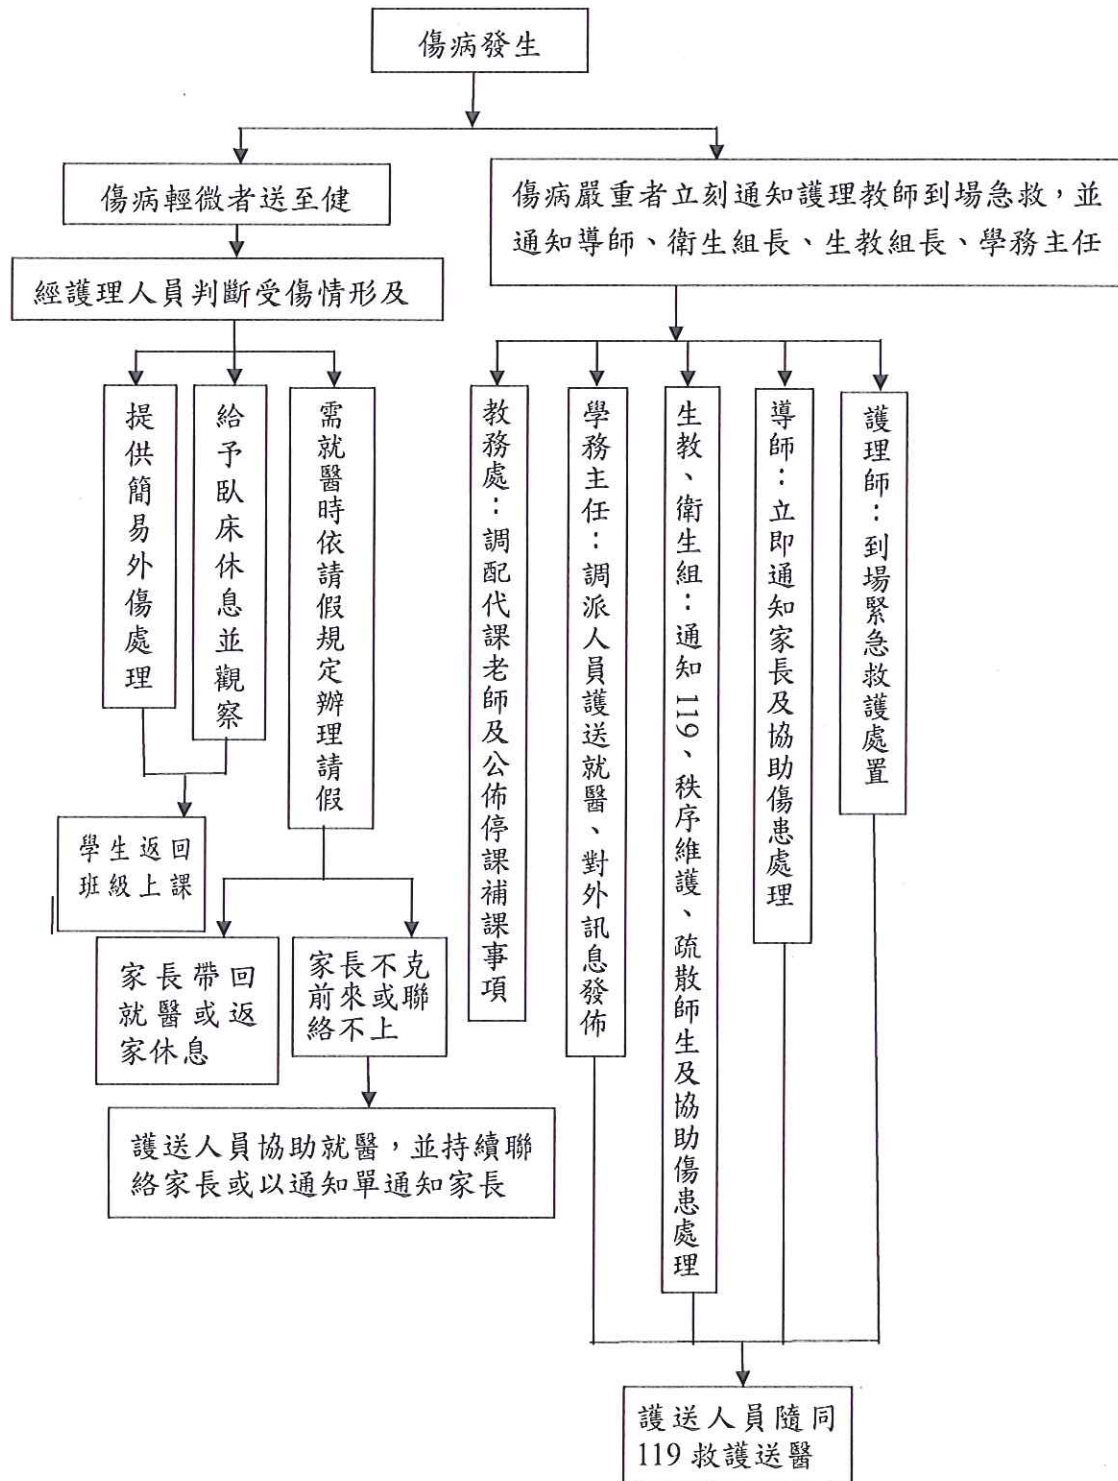 傷病發生
傷病輕微者送至健
經護理人員判斷受傷情形及
提供簡易外傷處理
給予臥床休息並觀察
需就醫時依請假規定辦理請假
學生返回
班級上課
家長帶回
就醫或返
家休息
家長不克
前來或聯
絡不上
護送人員協助就醫，並持續聯
絡家長或以通知單通知家長
傷病嚴重者立刻通知護理教師到場急救，並
通知導師、衛生組長、生教組長、學務主任
教務處：調配代課老師及公佈停課補課事項
學務主任：調派人員護送就醫、對外訊息發佈
生教、衛生組：通知 119、秩序維護、疏散師生及協助傷患處理
導師：立即通知家長及協助傷患處理
護理師：到場緊急救護處置
護送人員隨同
119 救護送醫